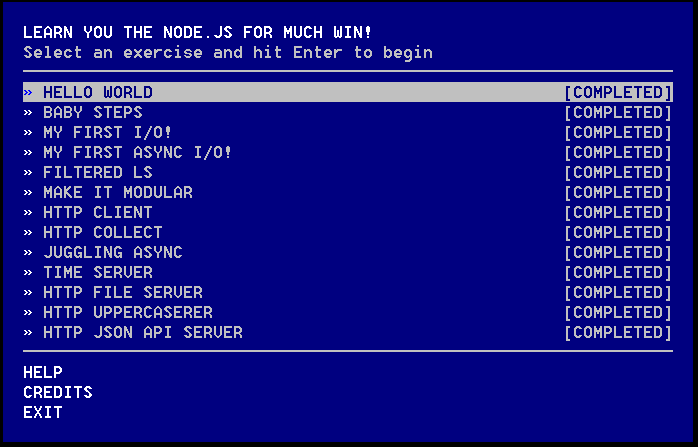 LEARN YOU THE NODE.JS FOR MUCH WIN!
Select an exercise and hit Enter to begin
» HELLO WORLD [COMPLETED]
» BABY STEPS [COMPLETED]
» MY FIRST I/O! [COMPLETED]
» MY FIRST ASYNC I/O! [COMPLETED]
» FILTERED LS [COMPLETED]
» MAKE IT MODULAR [COMPLETED]
» HTTP CLIENT [COMPLETED]
» HTTP COLLECT [COMPLETED]
» JUGGLING ASYNC [COMPLETED]
» TIME SERVER [COMPLETED]
» HTTP FILE SERVER [COMPLETED]
» HTTP UPPERCASERER [COMPLETED]
» HTTP JSON API SERVER [COMPLETED]
HELP
CREDITS
EXIT